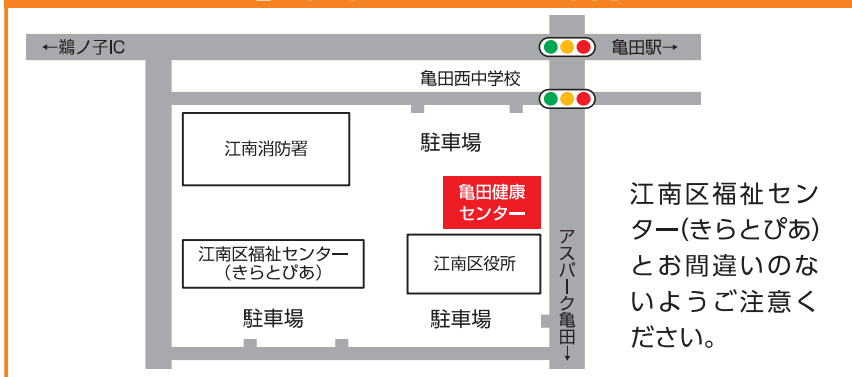 ←鵜ノ子IC
亀田駅→
亀田西中学校
江南消防署
駐車場
亀田健康
センター
江南区福祉センター
(きらとぴあ)
江南区役所
アスパーク亀田→
駐車場
駐車場
江南区福祉セン
ター(きらとぴあ)
とお間違いのな
いようご注意く
ださい。